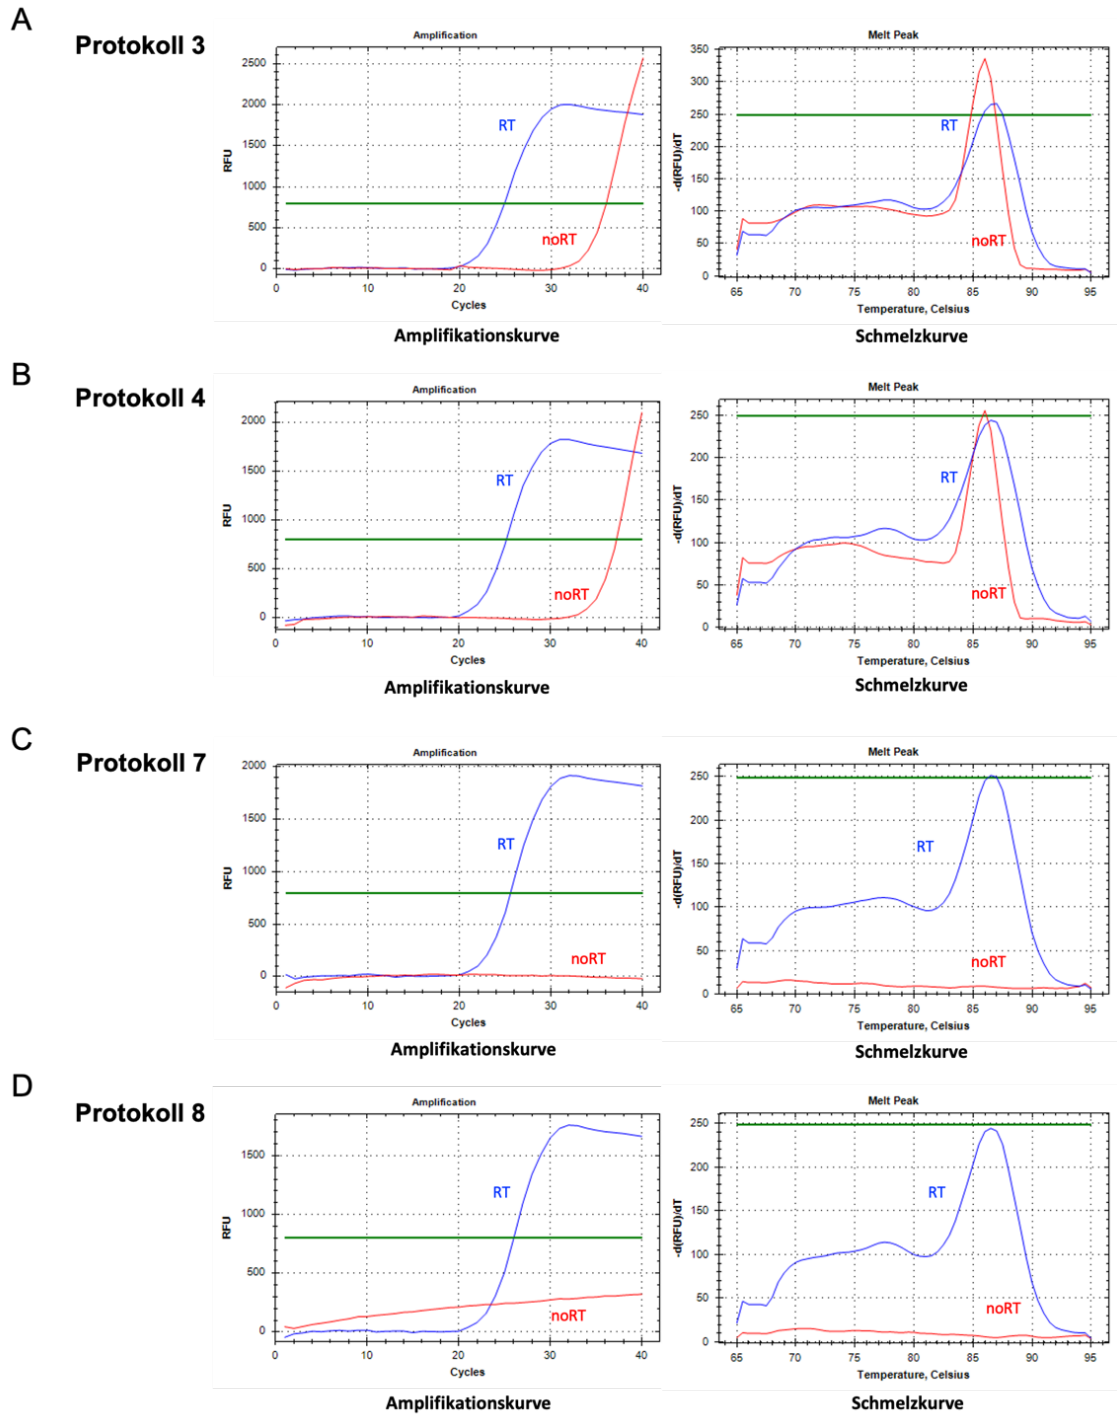 A
Protokoll 3
Amplification
RFU
2500
2000
1500
1000
500
0
RT
noRT
0 10 20 30 40
Cycles
Amplifikationskurve
Melt Peak
-d(RFU)/dT
350
300
250
200
150
100
50
0
RT
noRT
65 70 75 80 85 90 95
Temperature, Celsius
Schmelzkurve
B
Protokoll 4
Amplification
RFU
2000
1500
1000
500
0
RT
noRT
0 10 20 30 40
Cycles
Amplifikationskurve
Melt Peak
-d(RFU)/dT
250
200
150
100
50
0
RT
noRT
65 70 75 80 85 90 95
Temperature, Celsius
Schmelzkurve
C
Protokoll 7
Amplification
RFU
2000
1500
1000
500
0
RT
noRT
0 10 20 30 40
Cycles
Amplifikationskurve
Melt Peak
-d(RFU)/dT
250
200
150
100
50
0
RT
noRT
65 70 75 80 85 90 95
Temperature, Celsius
Schmelzkurve
D
Protokoll 8
Amplification
RFU
1500
1000
500
0
RT
noRT
0 10 20 30 40
Cycles
Amplifikationskurve
Melt Peak
-d(RFU)/dT
250
200
150
100
50
0
RT
noRT
65 70 75 80 85 90 95
Temperature, Celsius
Schmelzkurve